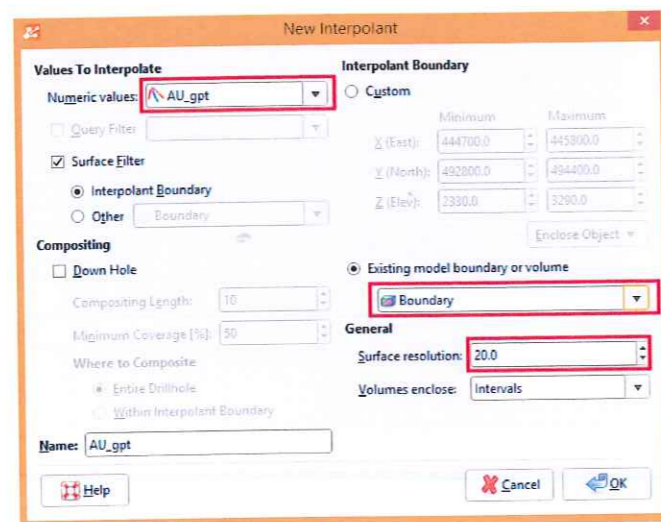 New Interpolant
Values To Interpolate
Numeric values: AU_gpt
Query Filter
Surface Filter
Interpolant Boundary
Other Boundary
Compositing
Down Hole
Compositing Length: 10
Minimum Coverage [%]: 50
Where to Composite
Entire Drillhole
Within Interpolant Boundary
Name: AU_gpt
Help
Interpolant Boundary
Custom
Minimum Maximum
X (East): 444700.0 445800.0
Y (North): 492800.0 494400.0
Z (Elev): 2330.0 3290.0
Enclose Object
Existing model boundary or volume
Boundary
General
Surface resolution: 20.0
Volumes enclose: Intervals
Cancel
OK